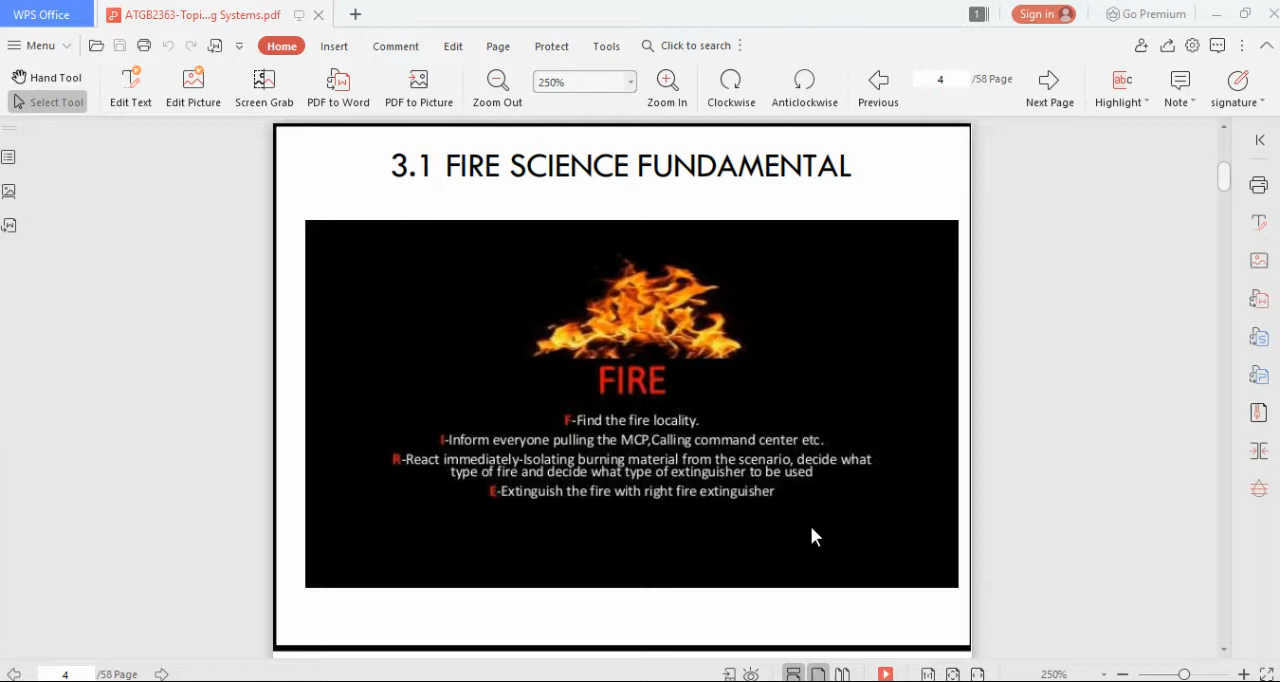 WPS Office
ATGB2363-Topi...g Systems.pdf
1
Sign in
Go Premium
Menu
Home
Insert
Comment
Edit
Page
Protect
Tools
Click to search
Hand Tool
Select Tool
Edit Text
Edit Picture
Screen Grab
PDF to Word
PDF to Picture
Zoom Out
250%
Zoom In
Clockwise
Anticlockwise
Previous
4 /58 Page
Next Page
abc
Highlight
Note
signature
3.1 FIRE SCIENCE FUNDAMENTAL
FIRE
F-Find the fire locality.
I-Inform everyone pulling the MCP,Calling command center etc.
R-React immediately-Isolating burning material from the scenario, decide what
type of fire and decide what type of extinguisher to be used
E-Extinguish the fire with right fire extinguisher
4 /58 Page
250%